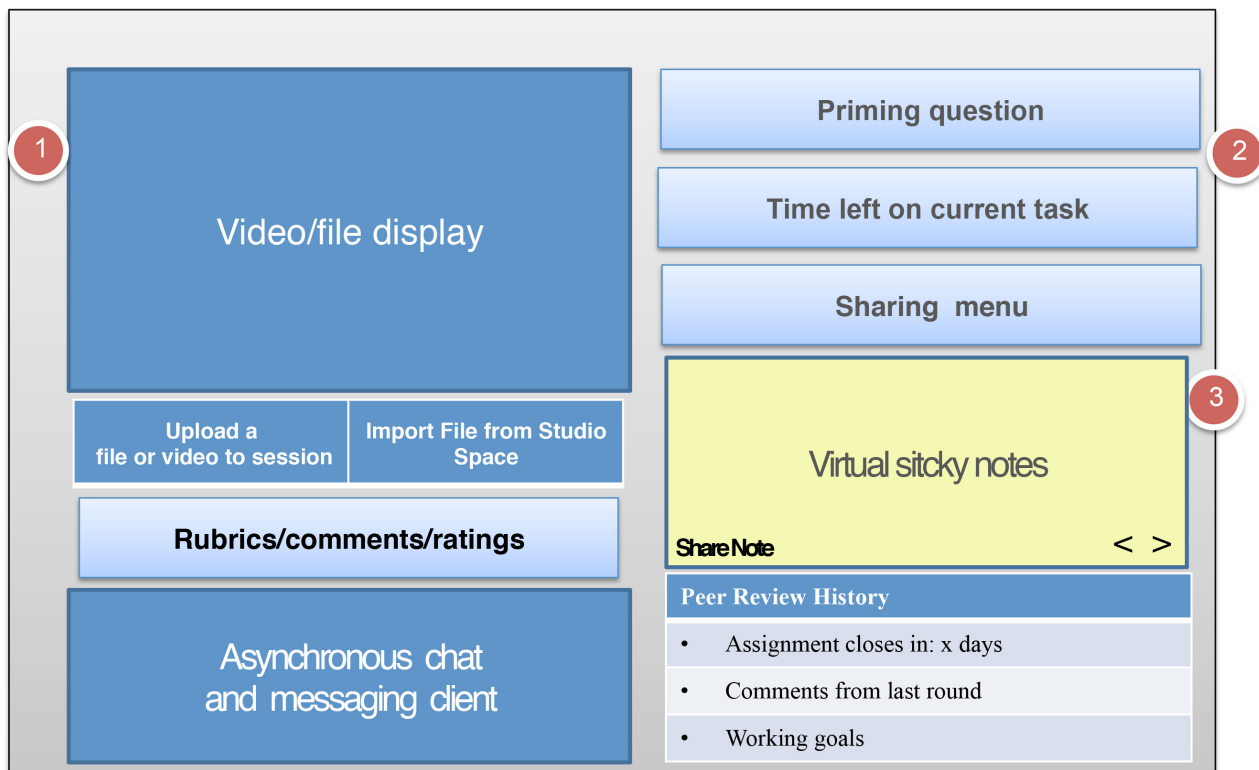 1
Video/file display
Upload a
file or video to session
Import File from Studio
Space
Rubrics/comments/ratings
Asynchronous chat
and messaging client
2
Priming question
Time left on current task
Sharing menu
3
Virtual sitcky notes
Share Note
< >
Peer Review History
• Assignment closes in: x days
• Comments from last round
• Working goals